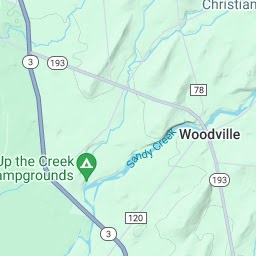 Christian
3
193
78
Woodville
Sandy Creek
Up the Creek
ampgrounds
193
120
3